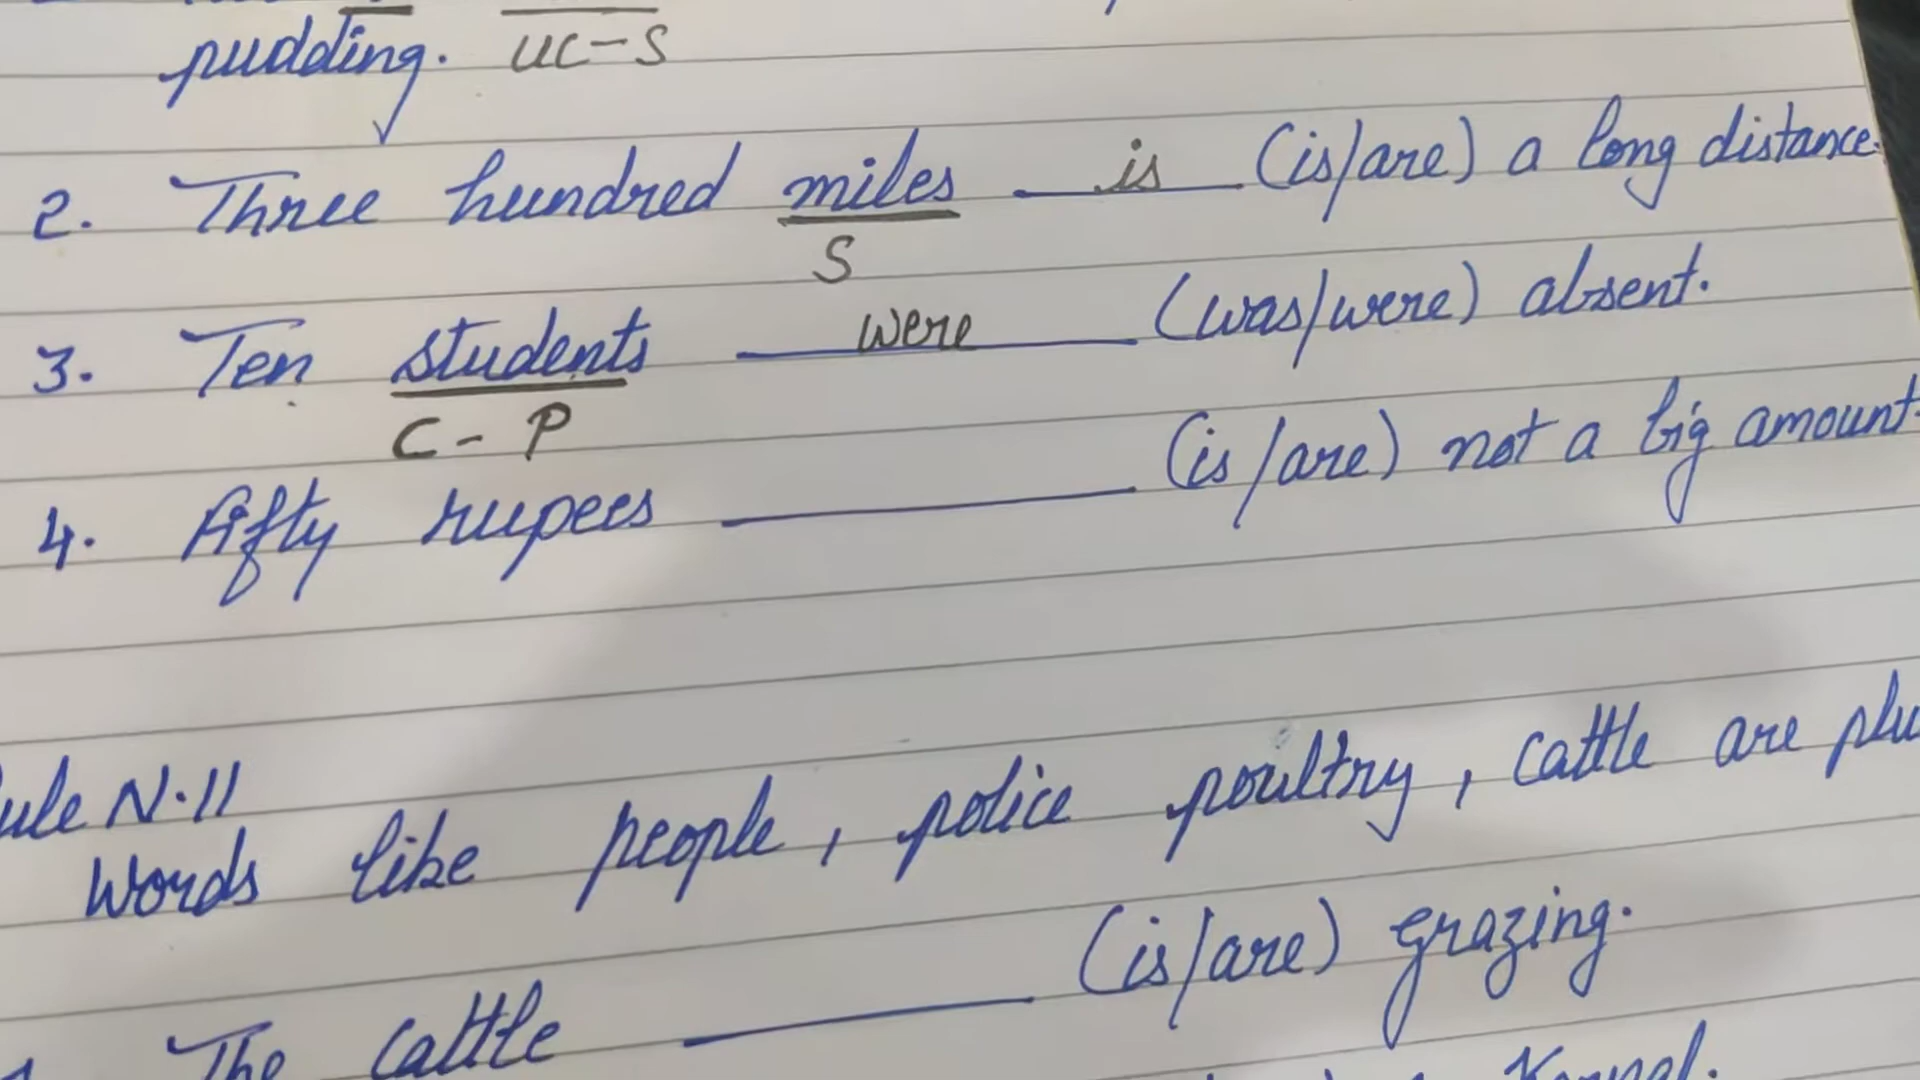 pudding. UC-S
2. Three hundred miles is (is/are) a long distance.
S
3. Ten students were (was/were) absent.
C - P
4. Fifty rupees ______ (is/are) not a big amount.
Rule N.11
Words like people, police poultry, cattle are plu
The cattle ______ (is/are) grazing.